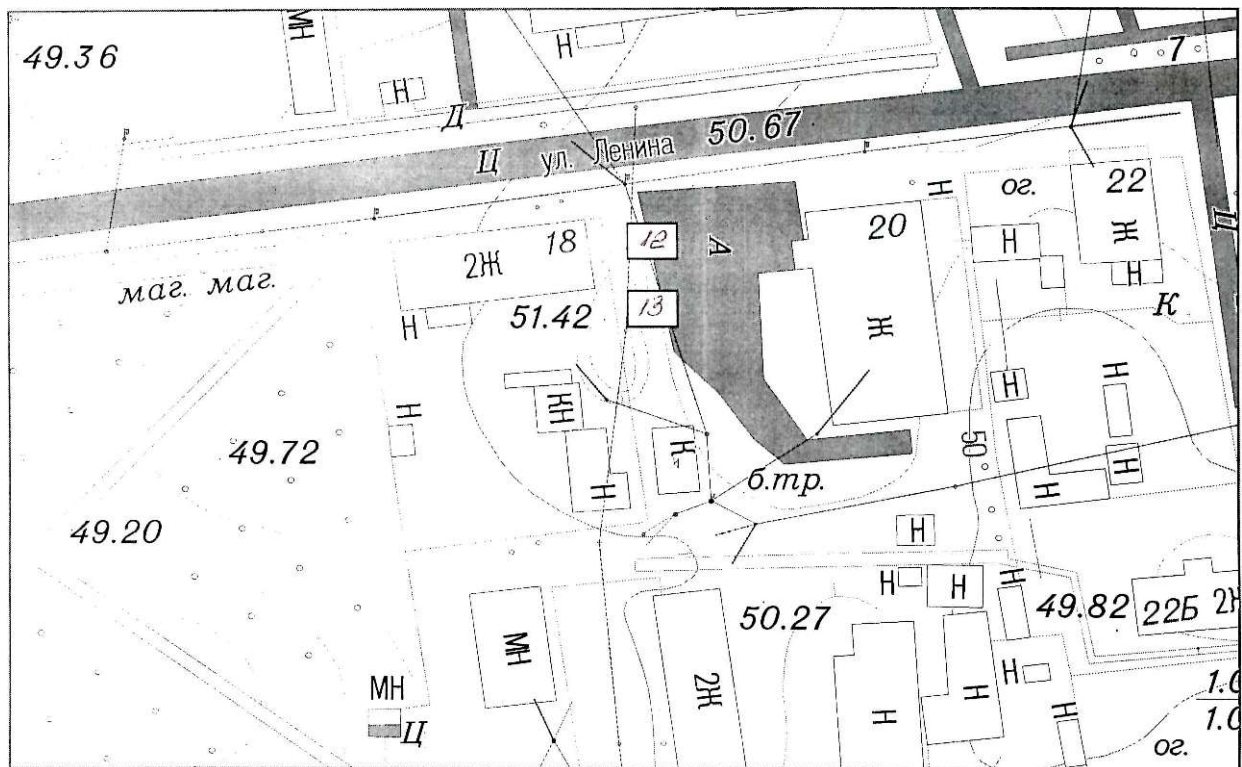 МН
49.36
Н
Н
Д
7
Ц
ул. Ленина
50.67
Н
ог.
22
Ц
12
А
18
20
2Ж
Н
Ж
Н
маг. маг.
13
51.42
Н
Ж
К
Н
Н
КН
Н
49.72
50
К
б.тр.
Н
Н
Н
49.20
Н
Н
Н
Н
Н
50.27
49.82
22Б
МН
2Ж
Н
Н
Н
МН
Ц
Н
ог.